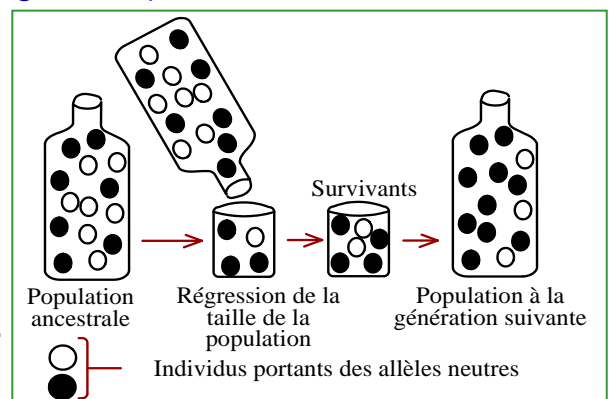 Survivants
Population
ancestrale
Régression de la
taille de la
population
Population à la
génération suivante
Individus portants des allèles neutres